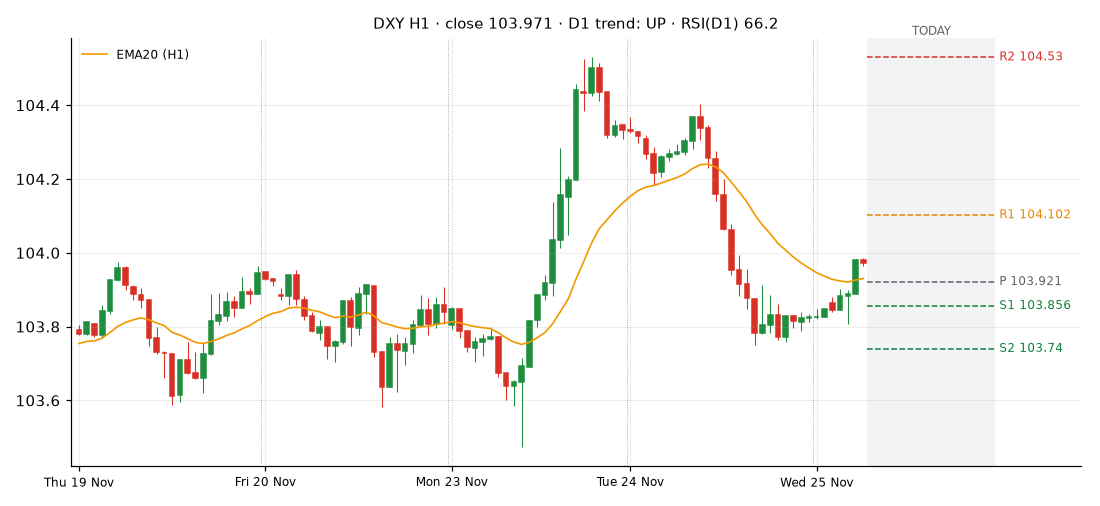 DXY H1 · close 103.971 · D1 trend: UP · RSI(D1) 66.2
TODAY
EMA20 (H1)
R2 104.53
104.4
104.2
R1 104.102
104.0
P 103.921
S1 103.856
103.8
S2 103.74
103.6
Thu 19 Nov
Fri 20 Nov
Mon 23 Nov
Tue 24 Nov
Wed 25 Nov